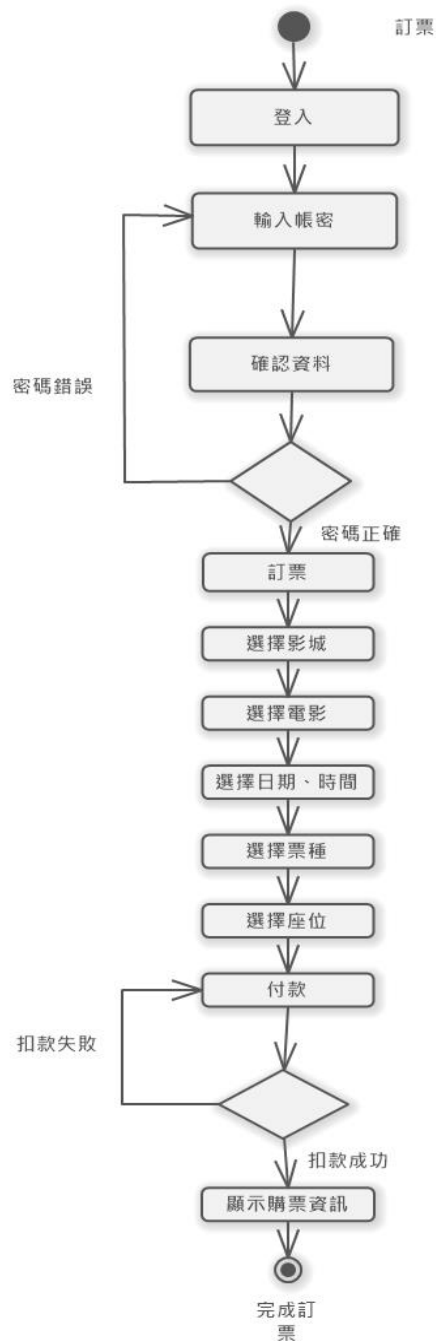 訂票
登入
輸入帳密
確認資料
密碼錯誤
密碼正確
訂票
選擇影城
選擇電影
選擇日期、時間
選擇票種
選擇座位
付款
扣款失敗
扣款成功
顯示購票資訊
完成訂
票